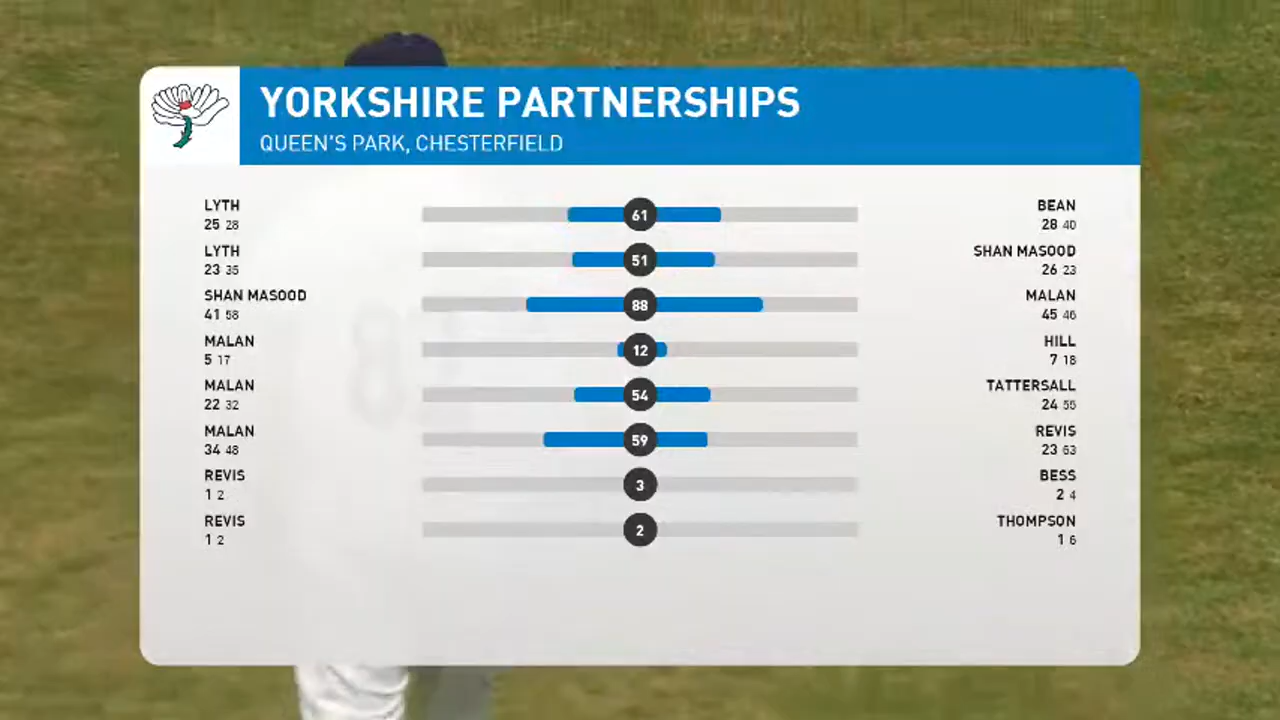 YORKSHIRE PARTNERSHIPS
QUEEN'S PARK, CHESTERFIELD
LYTH 61 BEAN
25 28 28 40
LYTH 51 SHAN MASOOD
23 35 26 23
SHAN MASOOD 88 MALAN
41 58 45 46
MALAN 12 HILL
5 17 7 18
MALAN 54 TATTERSALL
22 32 24 55
MALAN 59 REVIS
34 48 23 63
REVIS 3 BESS
1 2 2 4
REVIS 2 THOMPSON
1 2 1 6